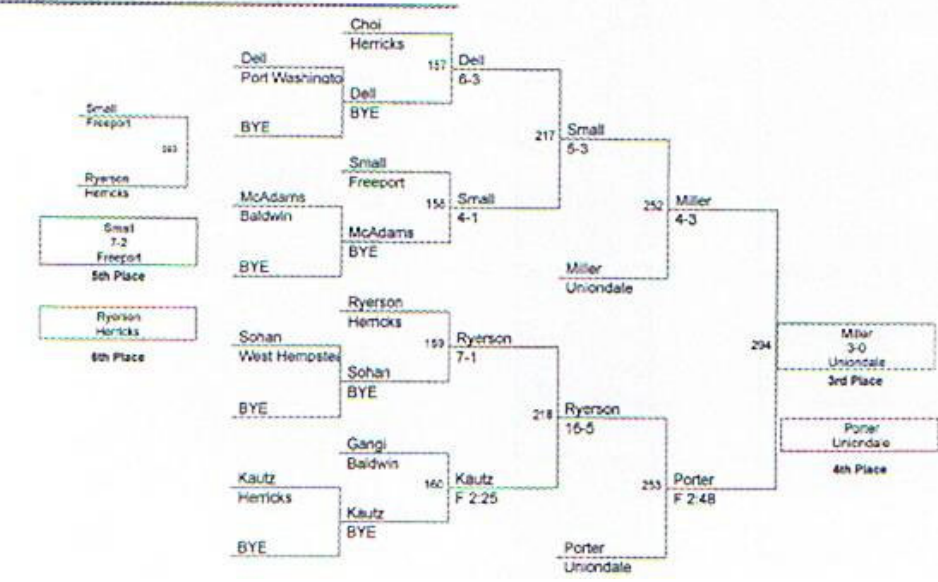 Choi
Herricks
Dell
Port Washingto
157
Dell
6-3
Dell
BYE
BYE
Small
Freeport
217
Small
5-3
Small
Freeport
Ryerson
Herricks
McAdams
Baldwin
158
Small
4-1
252
Miller
4-3
Small
7-2
Freeport
5th Place
McAdams
BYE
BYE
Miller
Uniondale
Ryerson
Herricks
6th Place
Ryerson
Herricks
Sohan
West Hempstea
159
Ryerson
7-1
294
Miller
3-0
Uniondale
3rd Place
Sohan
BYE
BYE
218
Ryerson
16-5
Porter
Uniondale
4th Place
Gangi
Baldwin
Kautz
Herricks
160
Kautz
F 2:25
253
Porter
F 2:48
Kautz
BYE
BYE
Porter
Uniondale